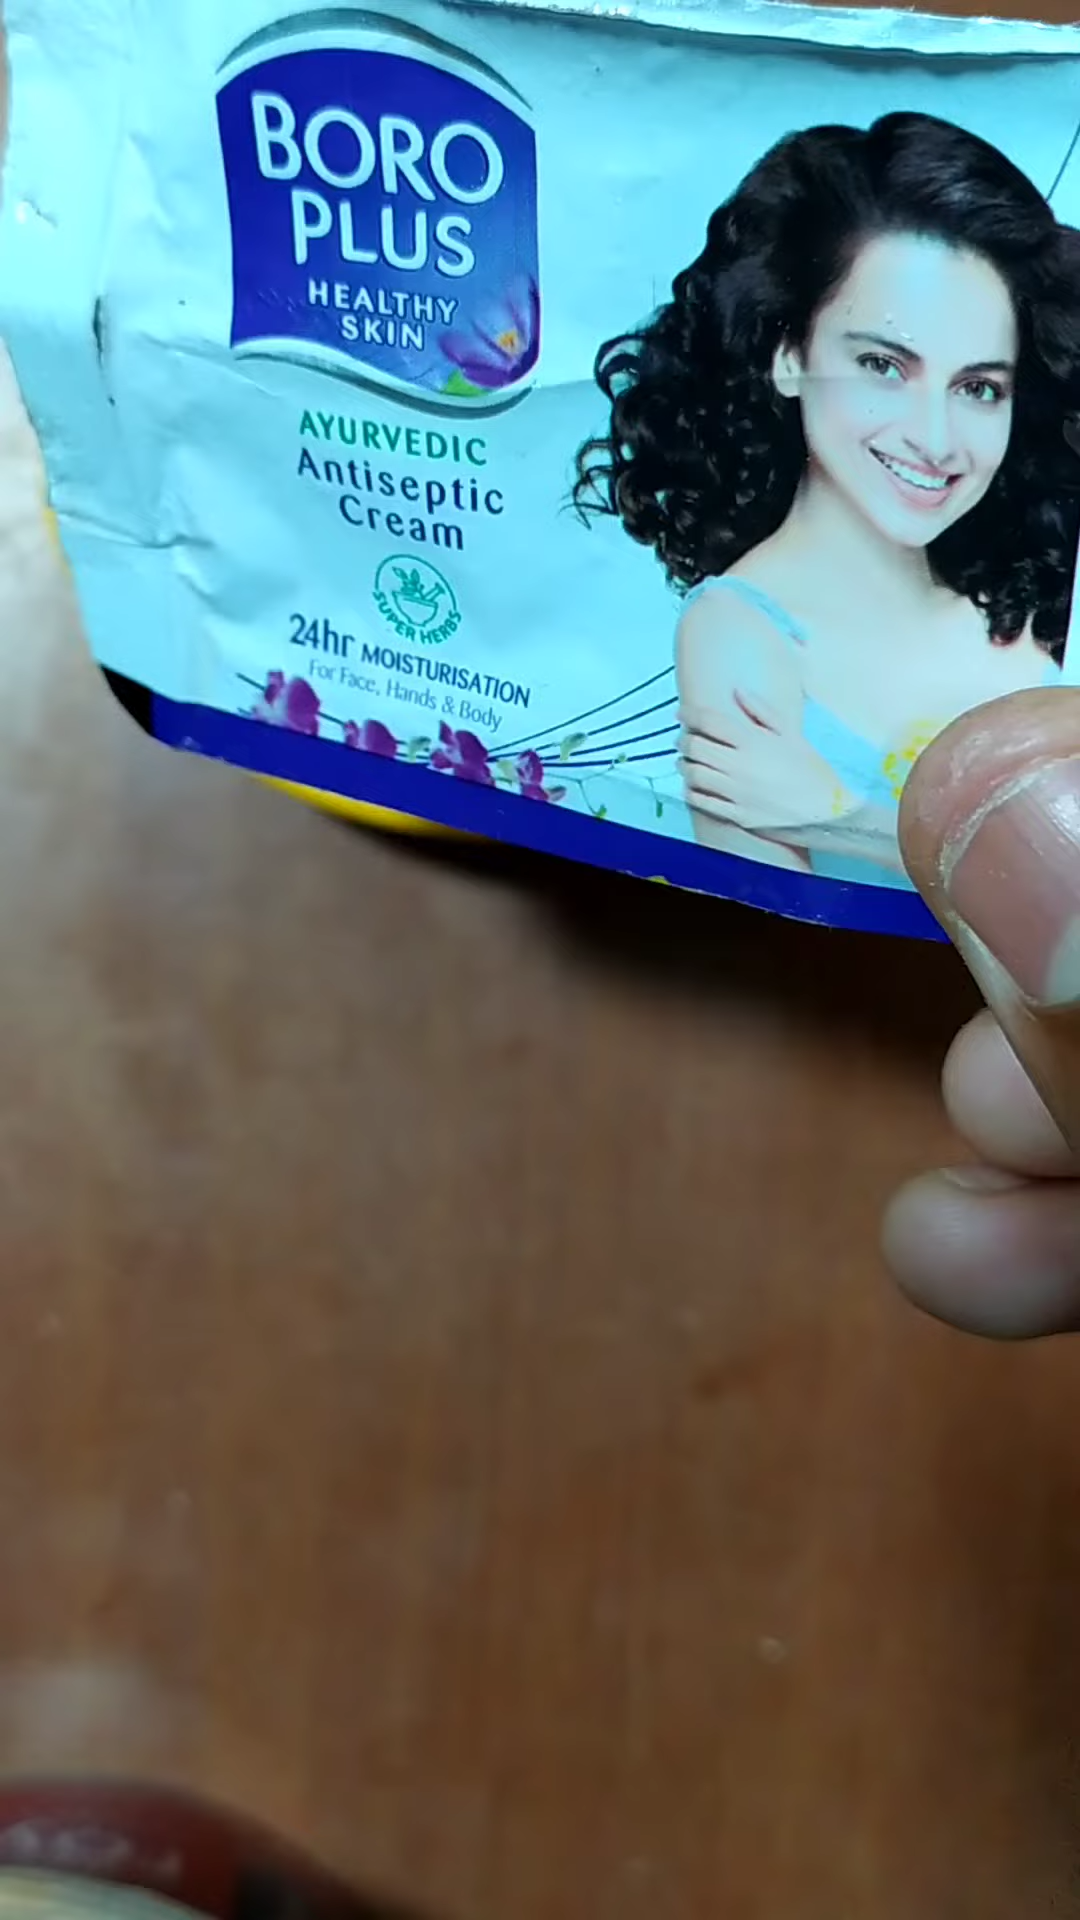 BORO
PLUS
HEALTHY
SKIN
AYURVEDIC
Antiseptic
Cream
SUPER HERBS
24hr MOISTURISATION
For Face, Hands & Body